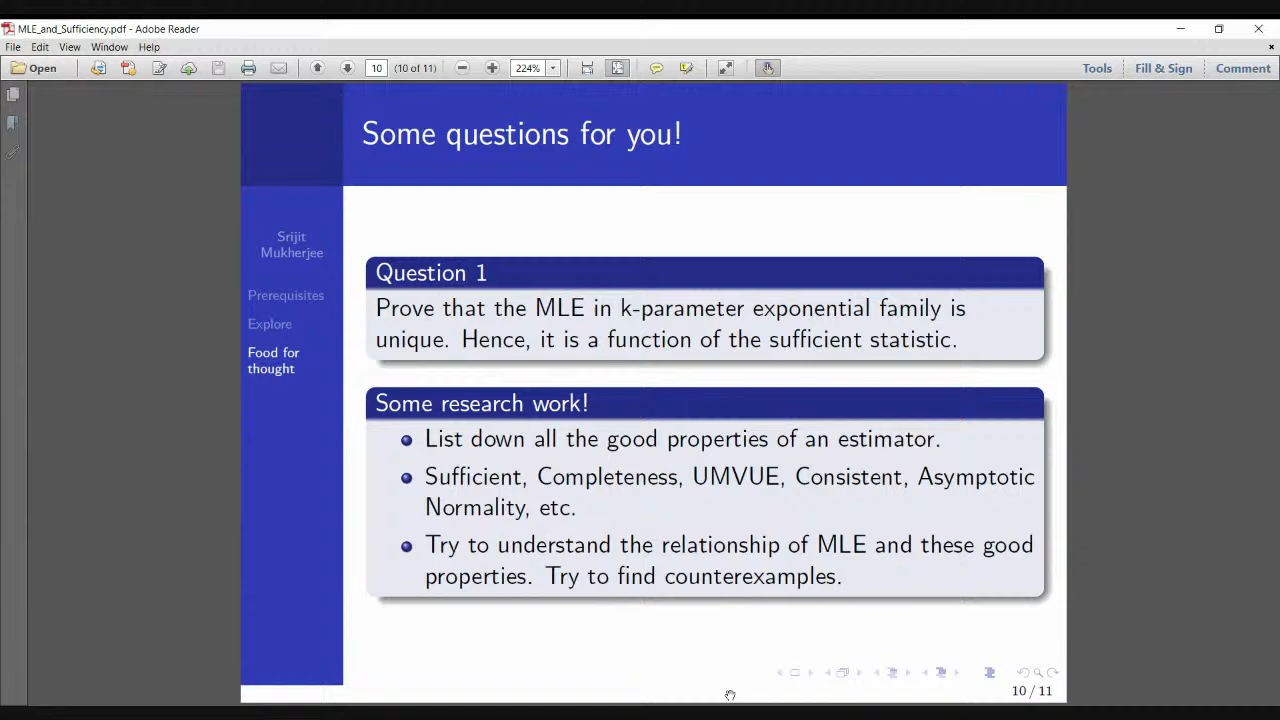 MLE_and_Sufficiency.pdf - Adobe Reader
File Edit View Window Help
Open 10 (10 of 11) 224% Tools Fill & Sign Comment
Some questions for you!
Srijit
Mukherjee
Prerequisites
Explore
Food for
thought
Question 1
Prove that the MLE in k-parameter exponential family is
unique. Hence, it is a function of the sufficient statistic.
Some research work!
List down all the good properties of an estimator.
Sufficient, Completeness, UMVUE, Consistent, Asymptotic
Normality, etc.
Try to understand the relationship of MLE and these good
properties. Try to find counterexamples.
10 / 11